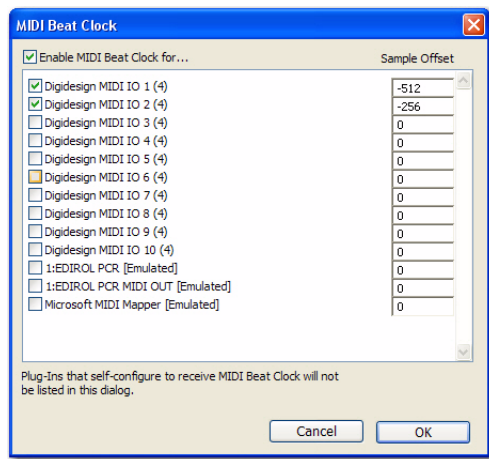 MIDI Beat Clock
Enable MIDI Beat Clock for... Sample Offset
Digidesign MIDI IO 1 (4) -512
Digidesign MIDI IO 2 (4) -256
Digidesign MIDI IO 3 (4) 0
Digidesign MIDI IO 4 (4) 0
Digidesign MIDI IO 5 (4) 0
Digidesign MIDI IO 6 (4) 0
Digidesign MIDI IO 7 (4) 0
Digidesign MIDI IO 8 (4) 0
Digidesign MIDI IO 9 (4) 0
Digidesign MIDI IO 10 (4) 0
1:EDIROL PCR [Emulated] 0
1:EDIROL PCR MIDI OUT [Emulated] 0
Microsoft MIDI Mapper [Emulated] 0
Plug-Ins that self-configure to receive MIDI Beat Clock will not
be listed in this dialog.
Cancel OK